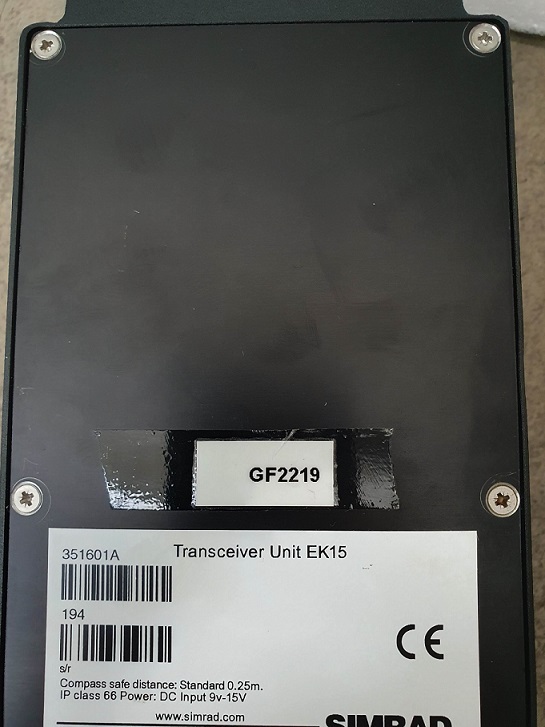 GF2219
351601A
Transceiver Unit EK15
194
s/r
CE
Compass safe distance: Standard 0.25m.
IP class 66 Power: DC Input 9v-15V
www.simrad.com
SIMRAD